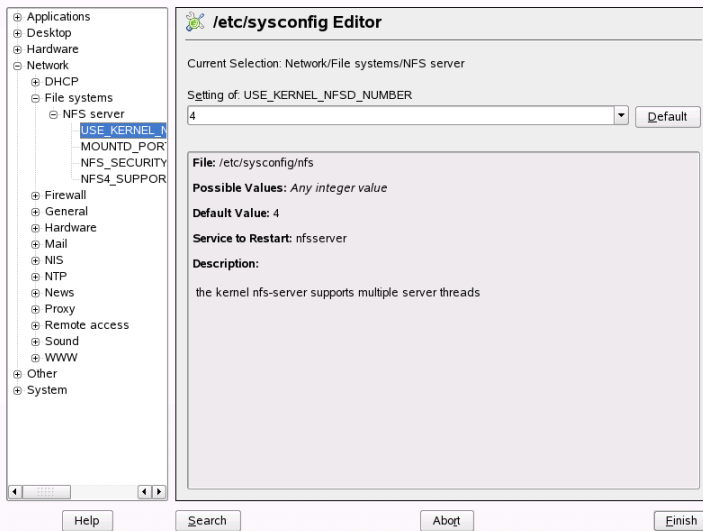 Applications
Desktop
Hardware
Network
DHCP
File systems
NFS server
USE_KERNEL_N
MOUNTD_POR
NFS_SECURITY
NFS4_SUPPOR
Firewall
General
Hardware
Mail
NIS
NTP
News
Proxy
Remote access
Sound
WWW
Other
System
/etc/sysconfig Editor
Current Selection: Network/File systems/NFS server
Setting of: USE_KERNEL_NFSD_NUMBER
4
Default
File: /etc/sysconfig/nfs
Possible Values: Any integer value
Default Value: 4
Service to Restart: nfsserver
Description:
the kernel nfs-server supports multiple server threads
Help
Search
Abort
Finish